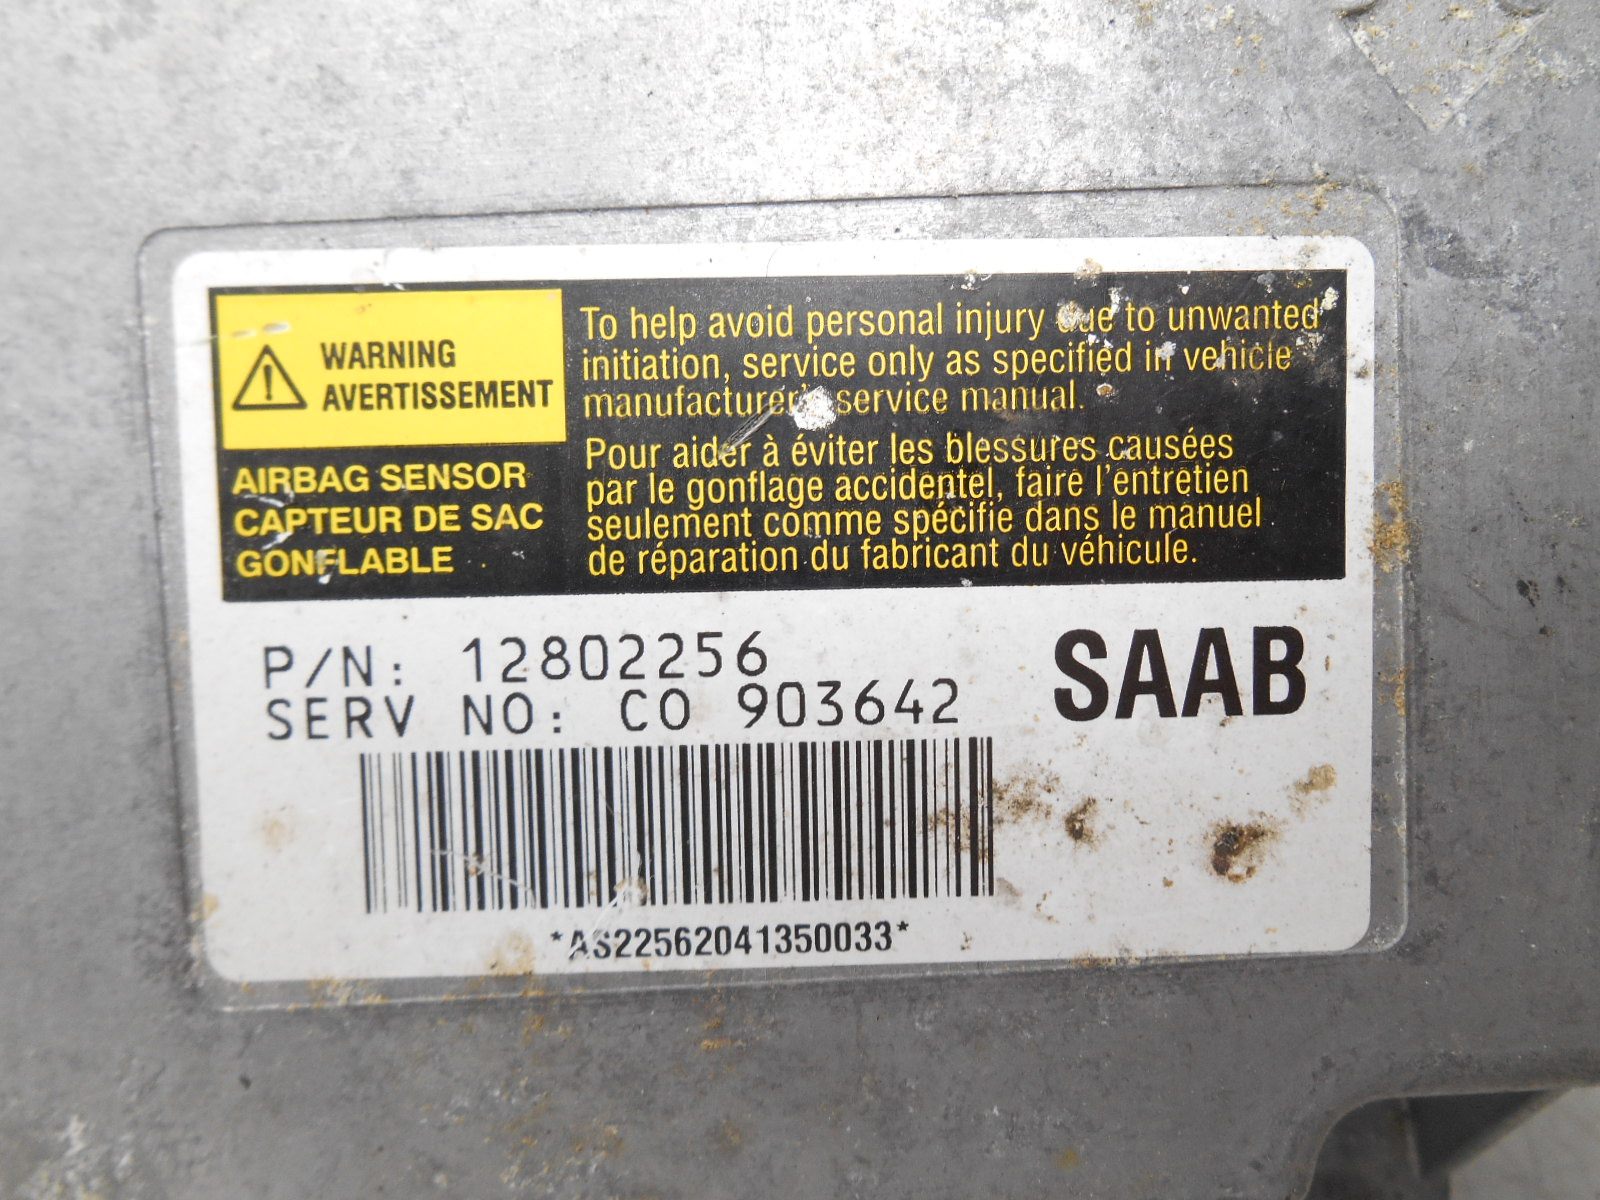 WARNING
AVERTISSEMENT
AIRBAG SENSOR
CAPTEUR DE SAC
GONFLABLE
To help avoid personal injury due to unwanted
initiation, service only as specified in vehicle
manufacturer's service manual.
Pour aider à éviter les blessures causées
par le gonflage accidentel, faire l'entretien
seulement comme spécifie dans le manuel
de réparation du fabricant du véhicule.
P/N: 12802256
SERV NO: CO 903642
SAAB
*AS22562041350033*